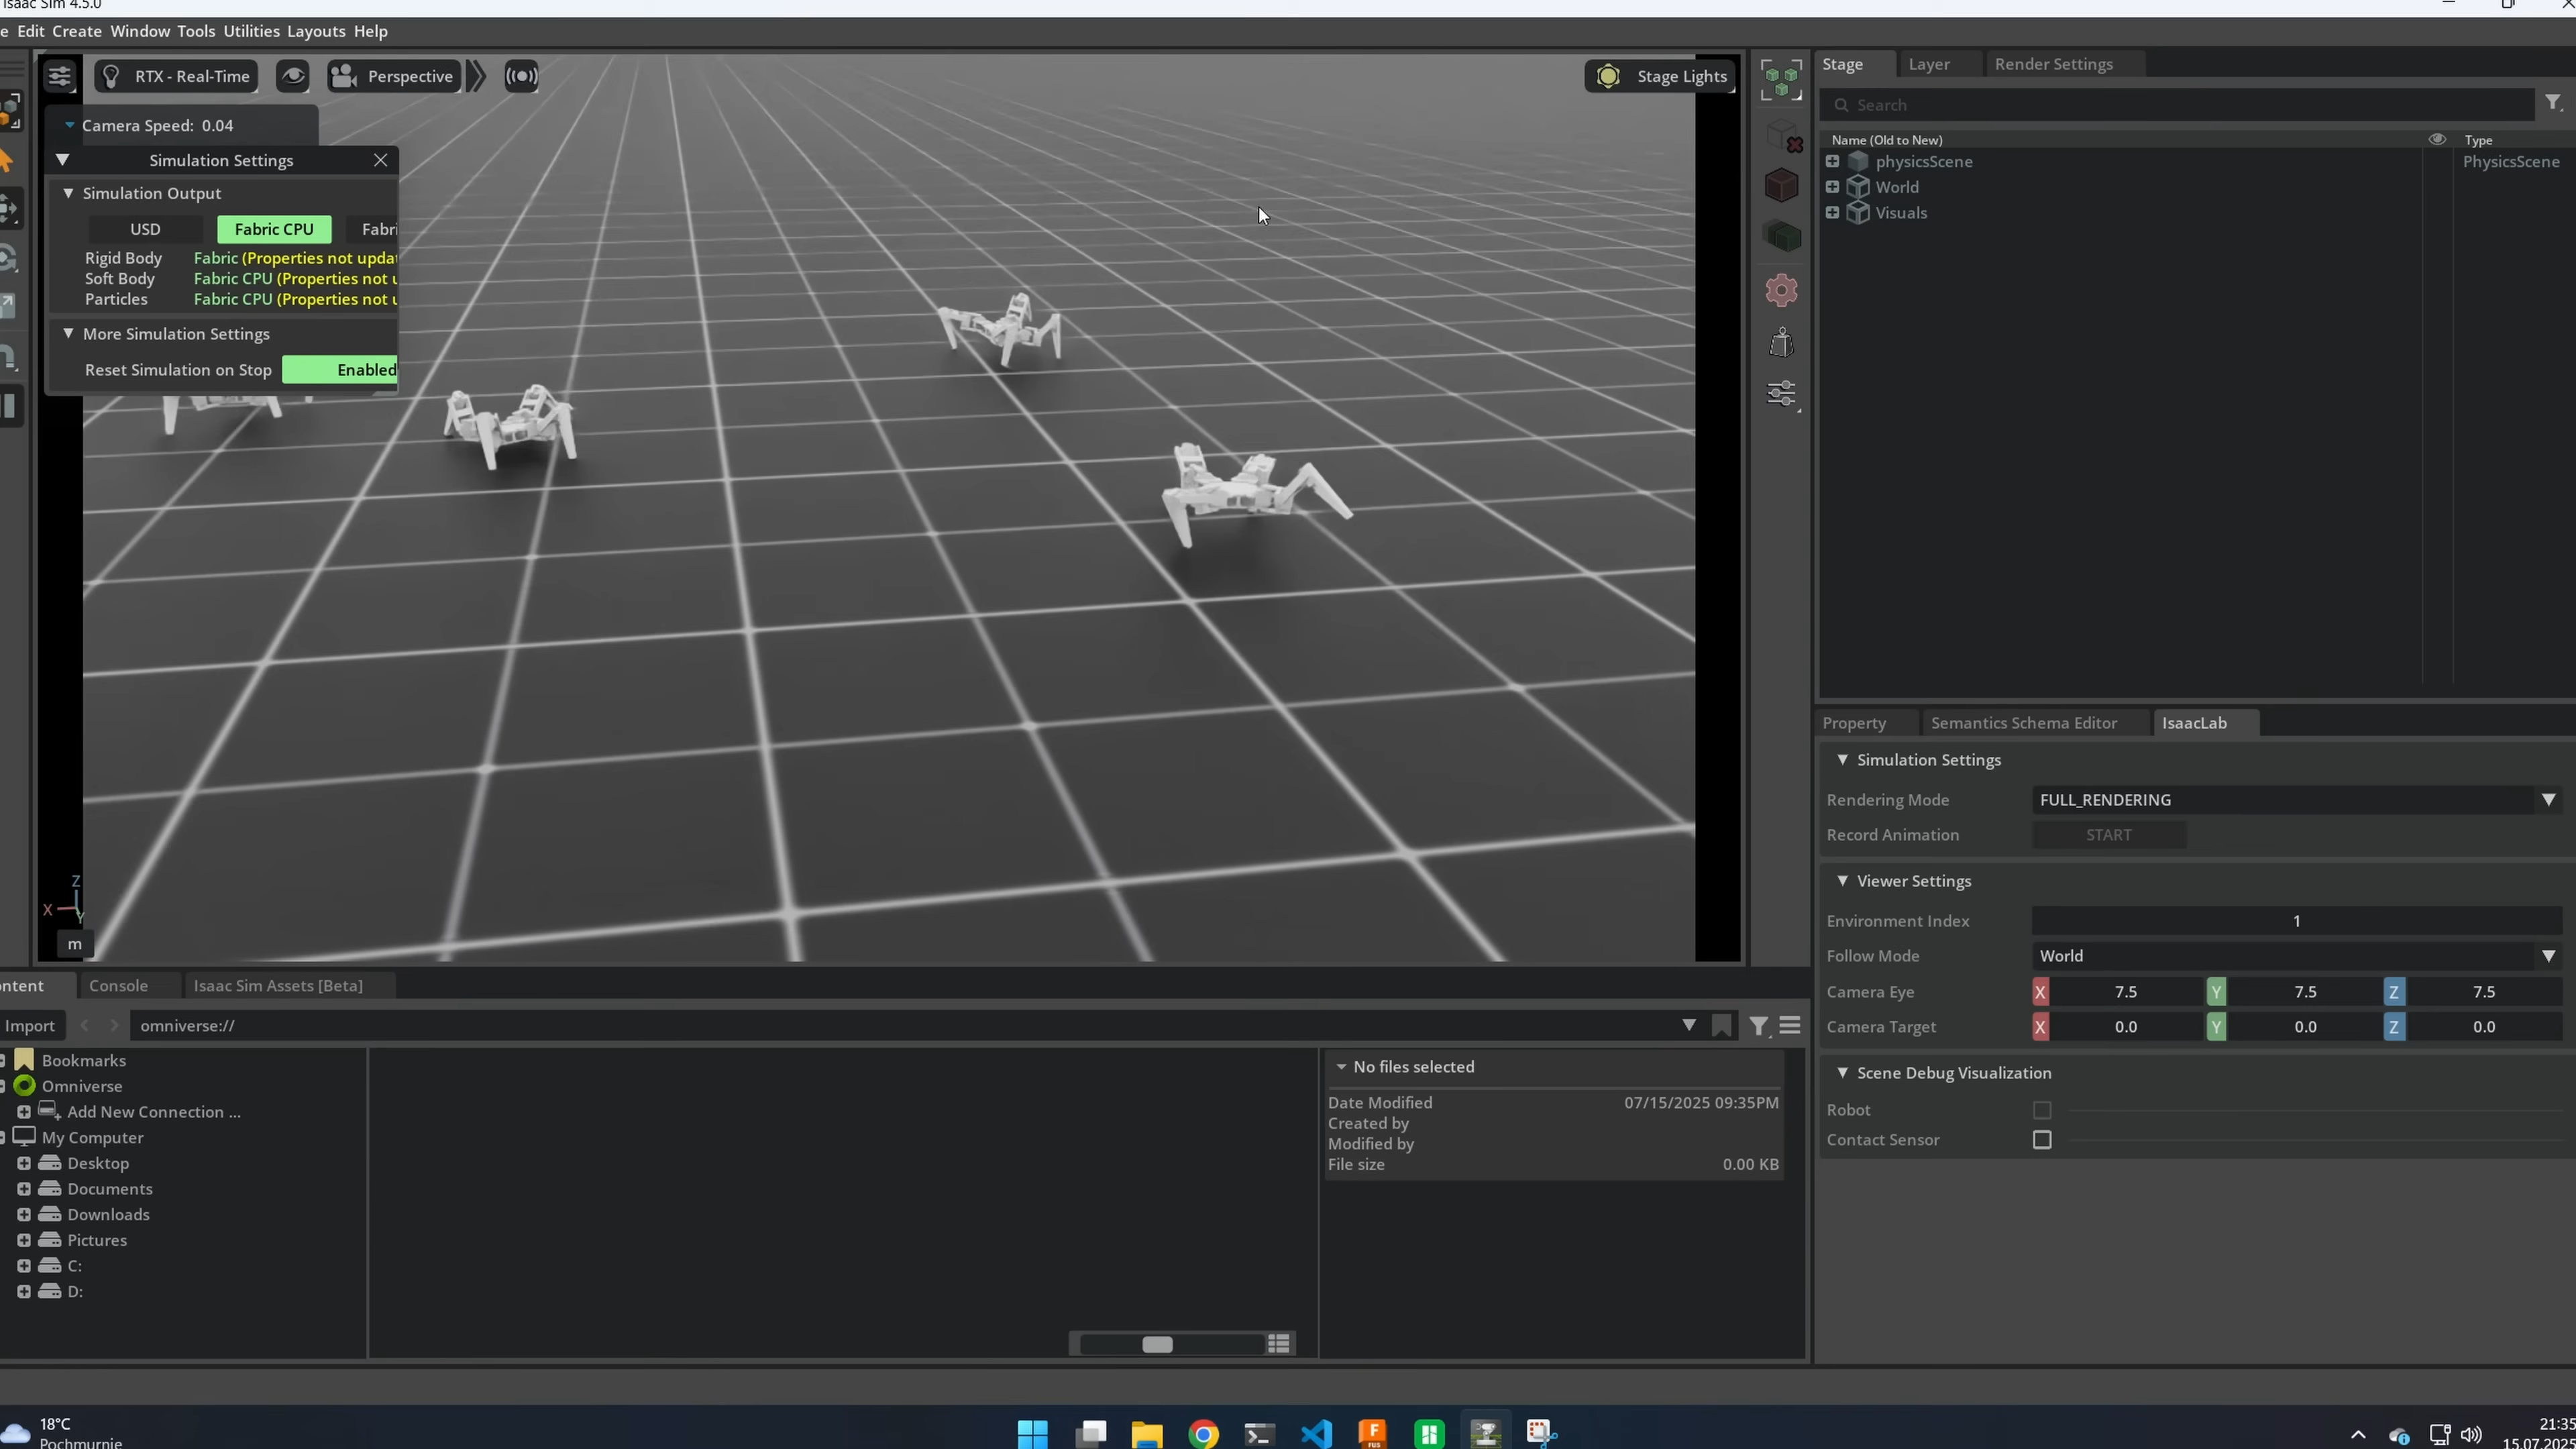 Isaac Sim 4.5.0
Edit Create Window Tools Utilities Layouts Help
RTX - Real-Time
Perspective
Stage Lights
Camera Speed: 0.04
Simulation Settings
Simulation Output
USD
Fabric CPU
Fabri
Rigid Body Fabric (Properties not updat
Soft Body Fabric CPU (Properties not u
Particles Fabric CPU (Properties not u
More Simulation Settings
Reset Simulation on Stop Enabled
Z
X
Y
m
Stage Layer Render Settings
Search
Name (Old to New) Type
physicsScene PhysicsScene
World
Visuals
Property Semantics Schema Editor IsaacLab
Simulation Settings
Rendering Mode FULL_RENDERING
Record Animation START
Viewer Settings
Environment Index 1
Follow Mode World
Camera Eye X 7.5 Y 7.5 Z 7.5
Camera Target X 0.0 Y 0.0 Z 0.0
Scene Debug Visualization
Robot
Contact Sensor
ontent Console Isaac Sim Assets [Beta]
Import omniverse://
Bookmarks
Omniverse
Add New Connection ...
My Computer
Desktop
Documents
Downloads
Pictures
C:
D:
No files selected
Date Modified 07/15/2025 09:35PM
Created by
Modified by
File size 0.00 KB
18°C
Pochmurnie
F
FUS
21:35
15.07.2025